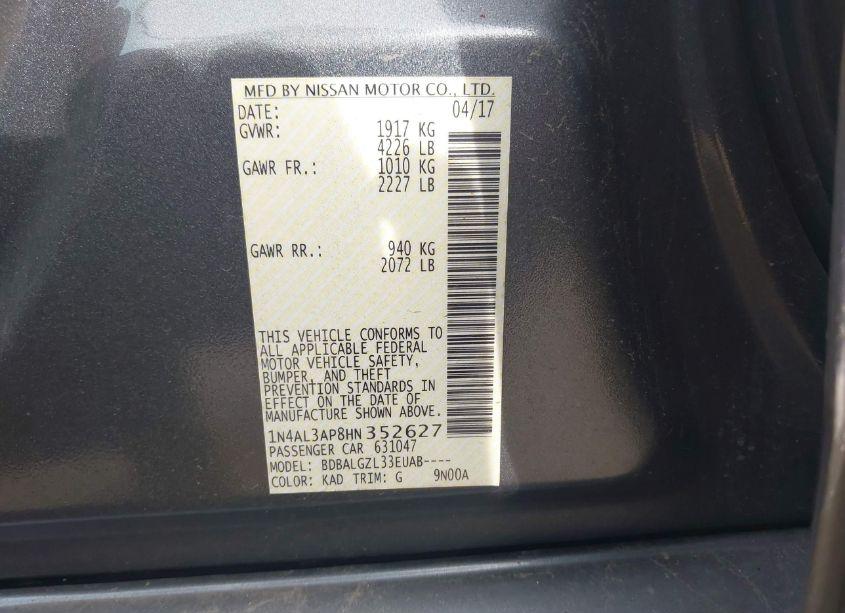 MFD BY NISSAN MOTOR CO., LTD.
DATE: 04/17
GVWR: 1917 KG
4226 LB
GAWR FR.: 1010 KG
2227 LB
GAWR RR.: 940 KG
2072 LB
THIS VEHICLE CONFORMS TO
ALL APPLICABLE FEDERAL
MOTOR VEHICLE SAFETY,
BUMPER, AND THEFT
PREVENTION STANDARDS IN
EFFECT ON THE DATE OF
MANUFACTURE SHOWN ABOVE.
1N4AL3AP8HN352627
PASSENGER CAR 631047
MODEL: BDBALGZL33EUAB----
COLOR: KAD TRIM: G 9N00A